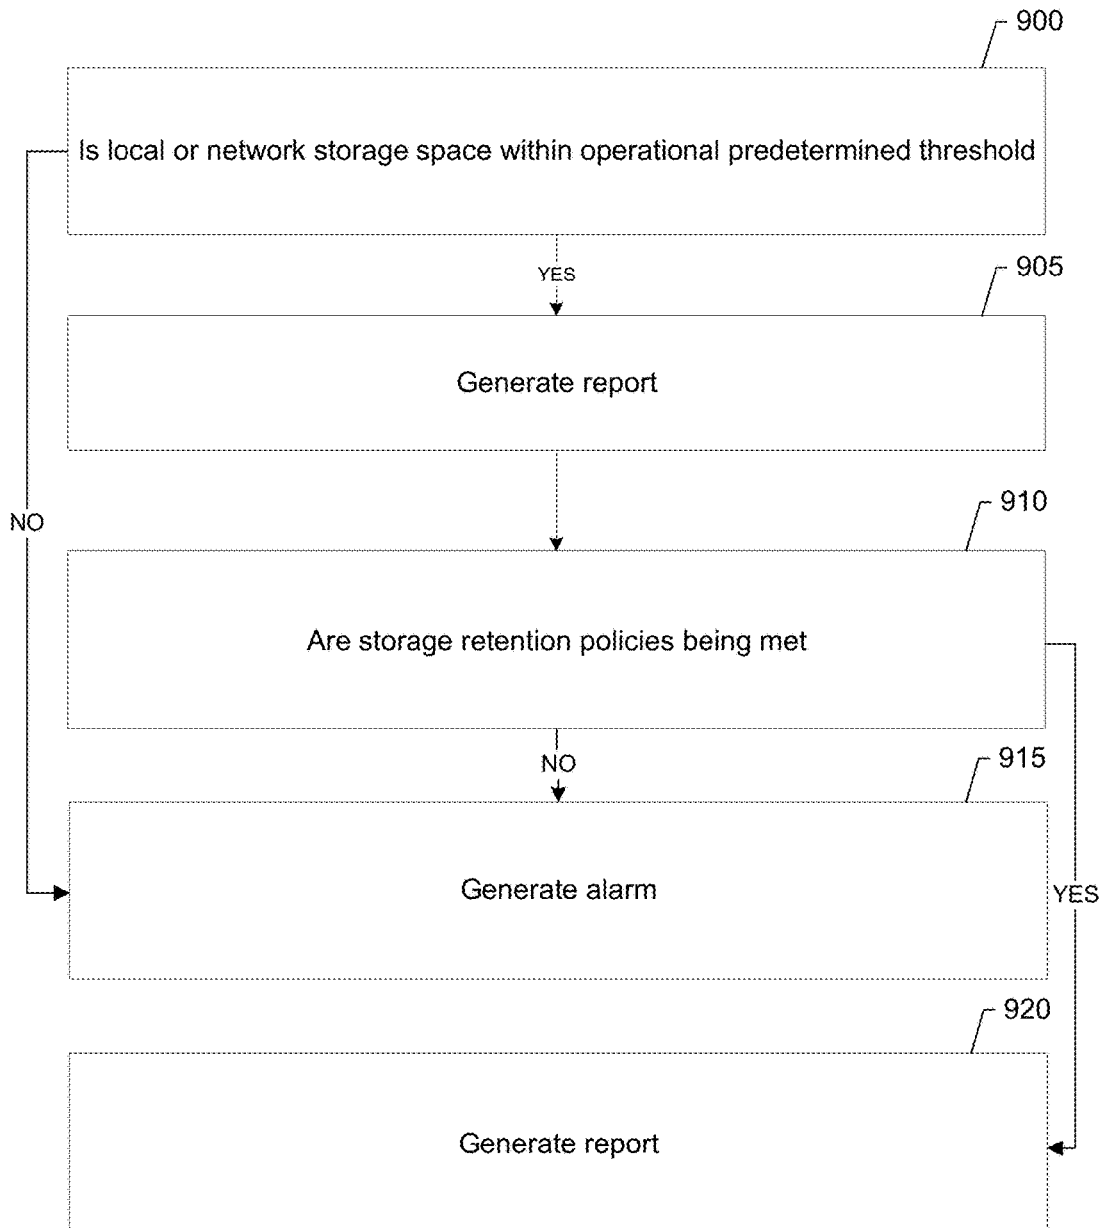 900
Is local or network storage space within operational predetermined threshold
YES
905
Generate report
NO
910
Are storage retention policies being met
NO
915
Generate alarm
YES
920
Generate report